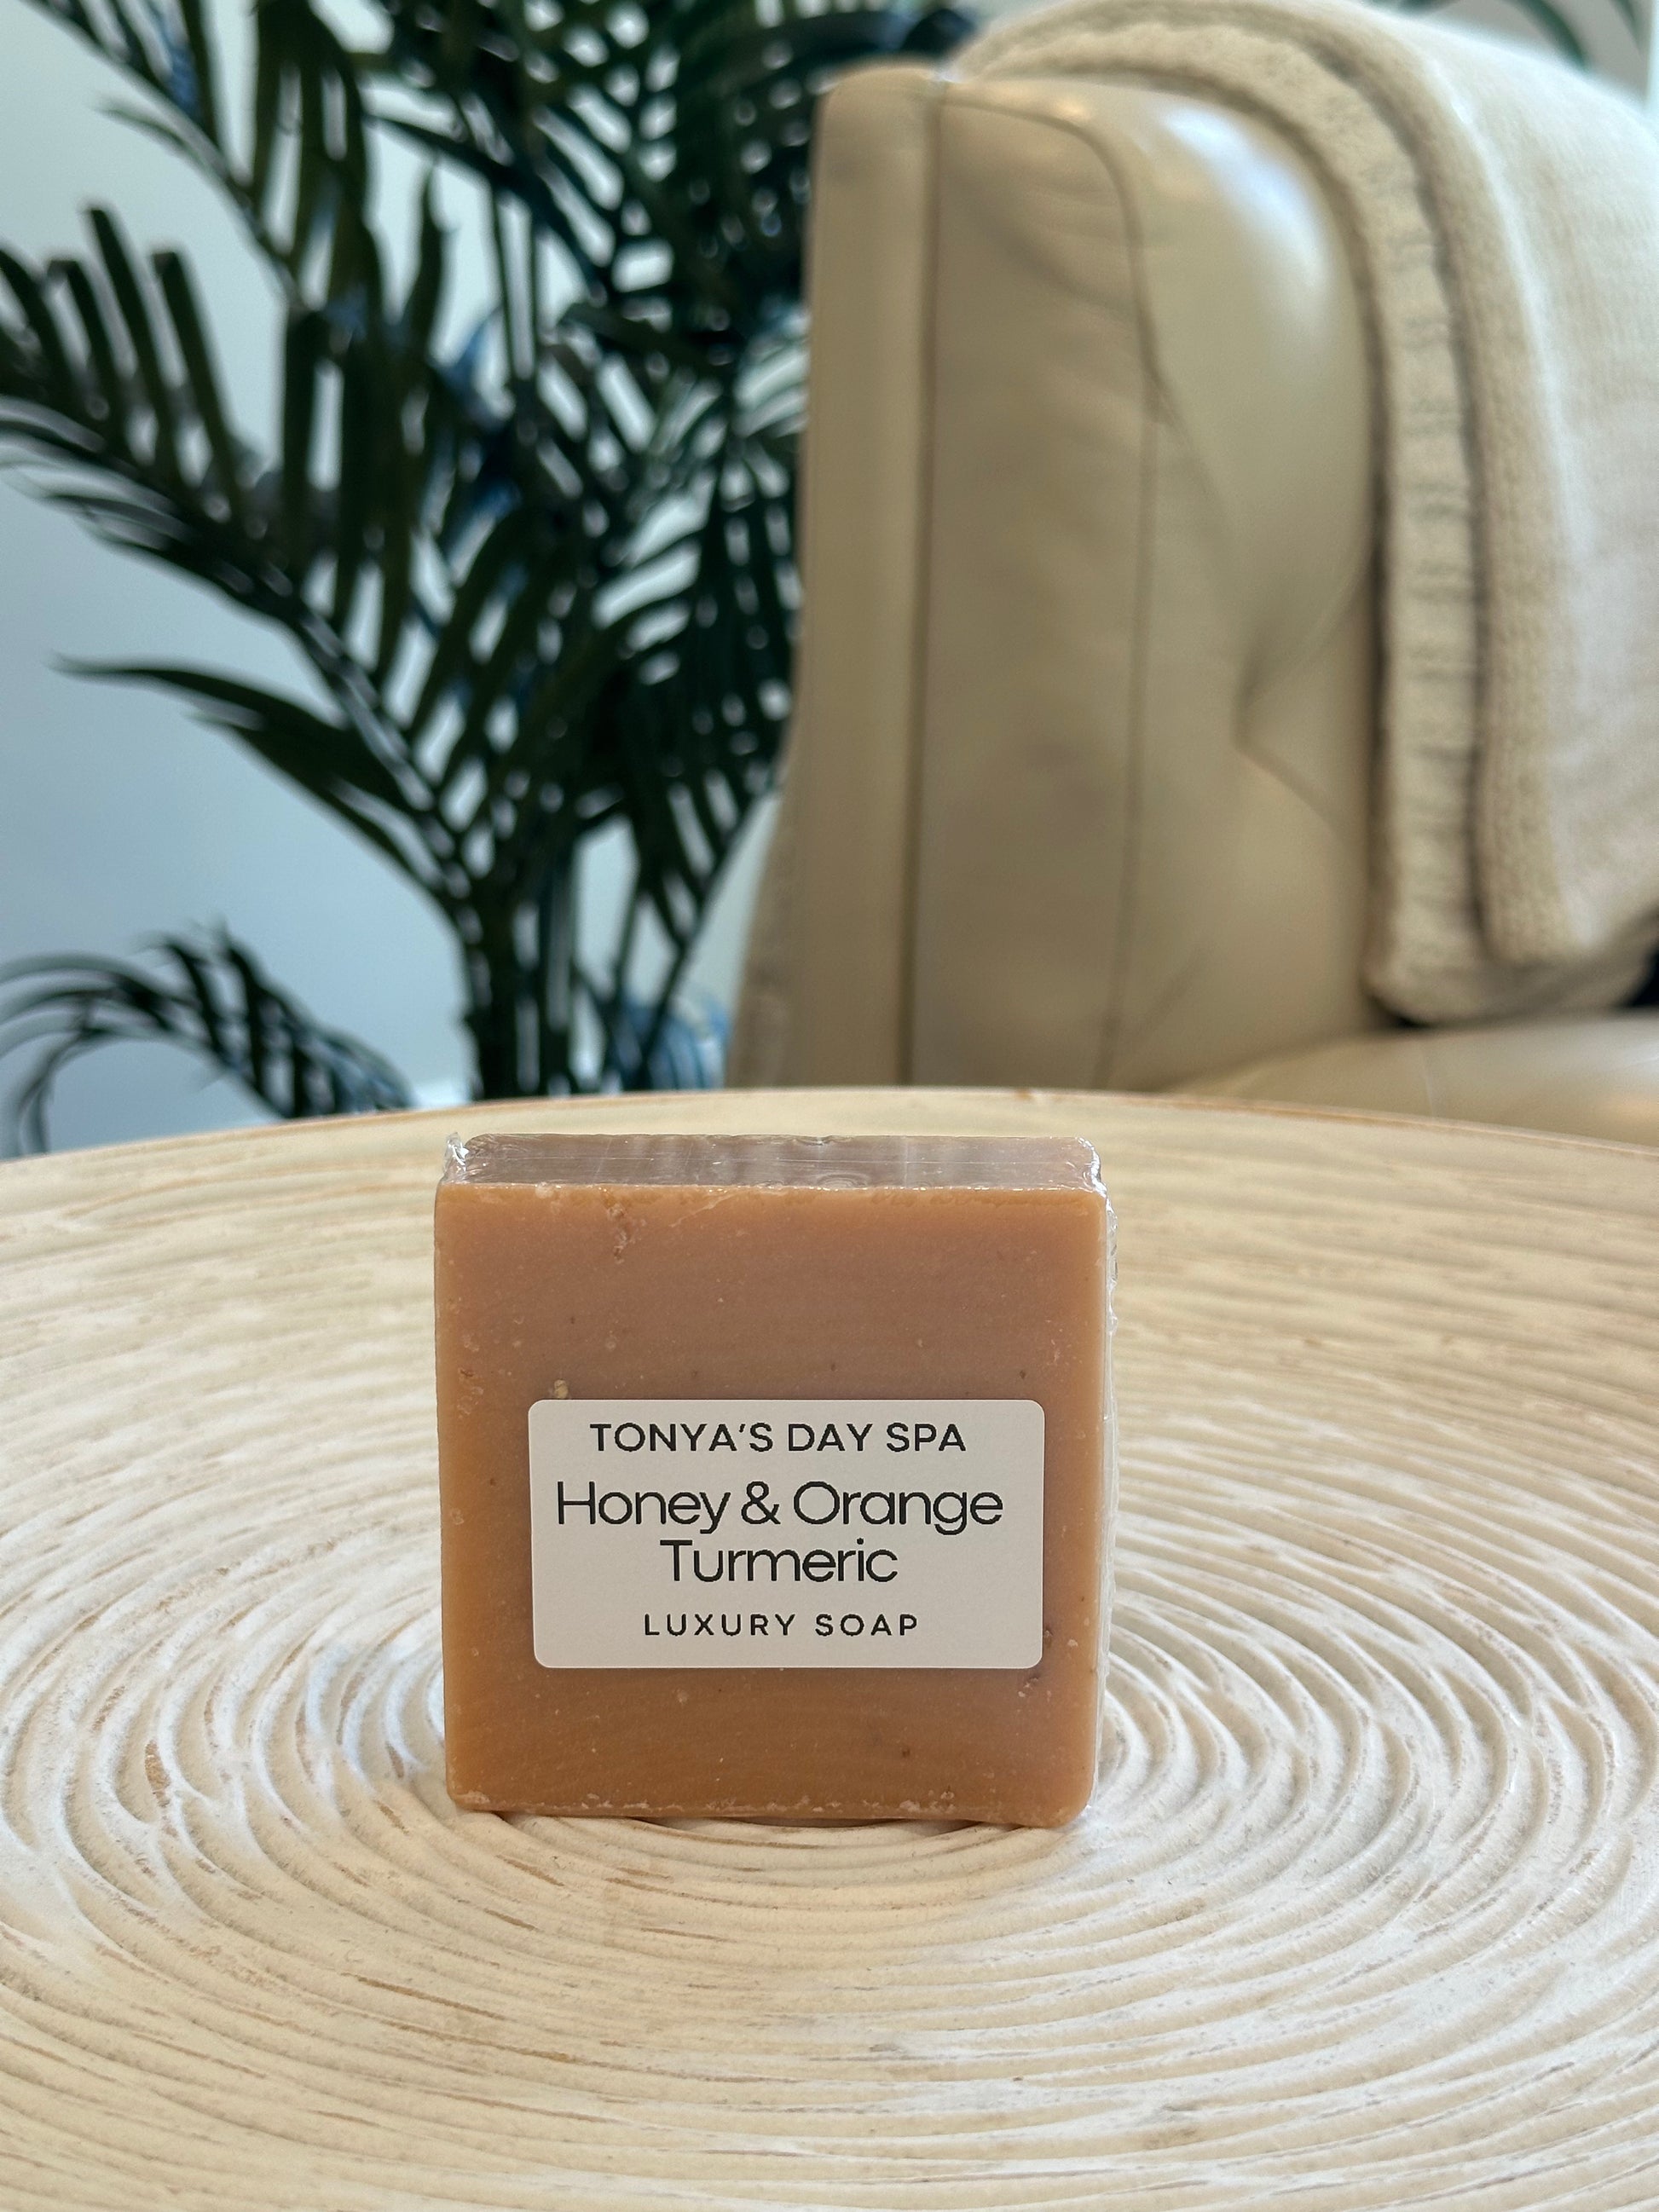 TONYA'S DAY SPA
Honey & Orange
Turmeric
LUXURY SOAP